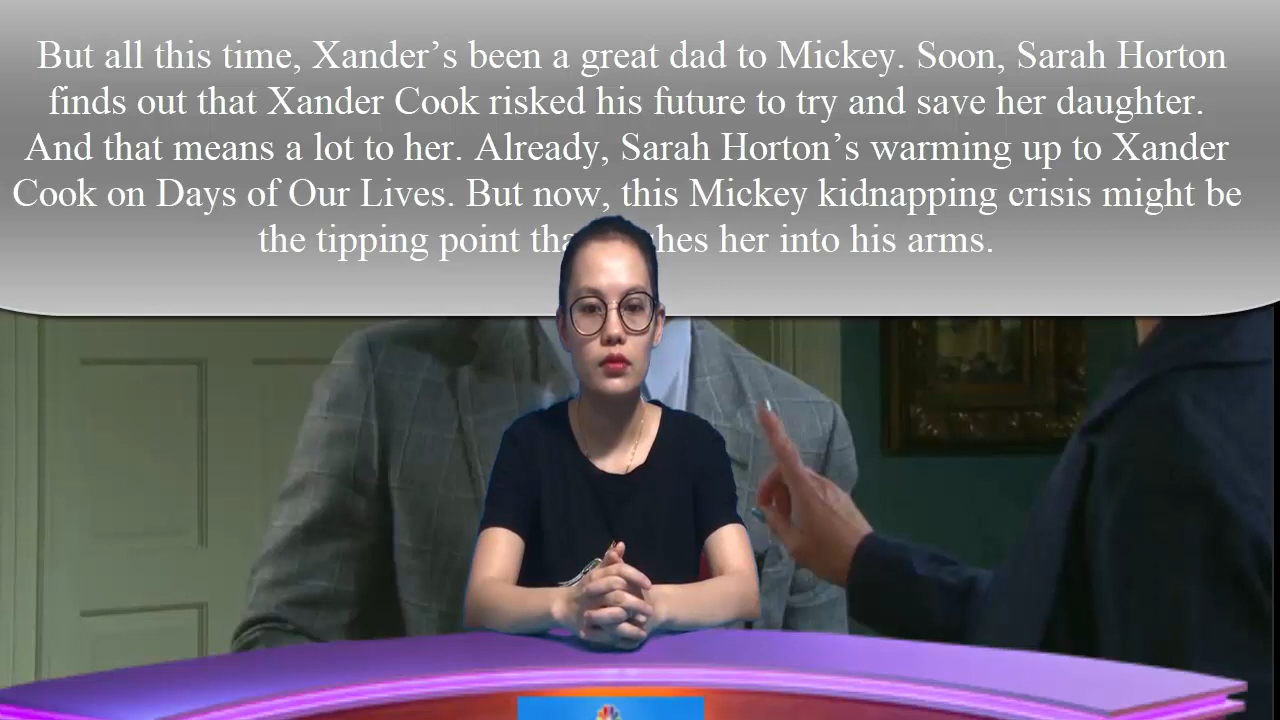 But all this time, Xander’s been a great dad to Mickey. Soon, Sarah Horton
finds out that Xander Cook risked his future to try and save her daughter.
And that means a lot to her. Already, Sarah Horton’s warming up to Xander
Cook on Days of Our Lives. But now, this Mickey kidnapping crisis might be
the tipping point her into his arms.